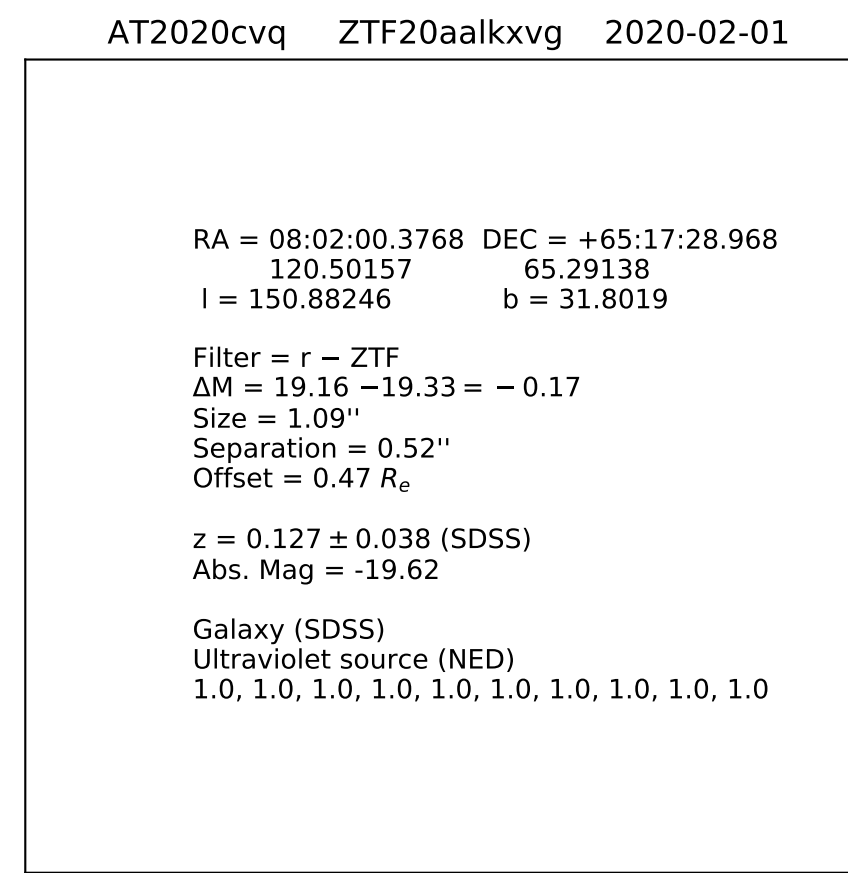 AT2020cvq ZTF20aalkxvg 2020-02-01
RA = 08:02:00.3768 DEC = +65:17:28.968
120.50157 65.29138
l = 150.88246 b = 31.8019
Filter = r − ZTF
ΔM = 19.16 −19.33 = − 0.17
Size = 1.09''
Separation = 0.52''
Offset = 0.47 Re
z = 0.127 ± 0.038 (SDSS)
Abs. Mag = -19.62
Galaxy (SDSS)
Ultraviolet source (NED)
1.0, 1.0, 1.0, 1.0, 1.0, 1.0, 1.0, 1.0, 1.0, 1.0